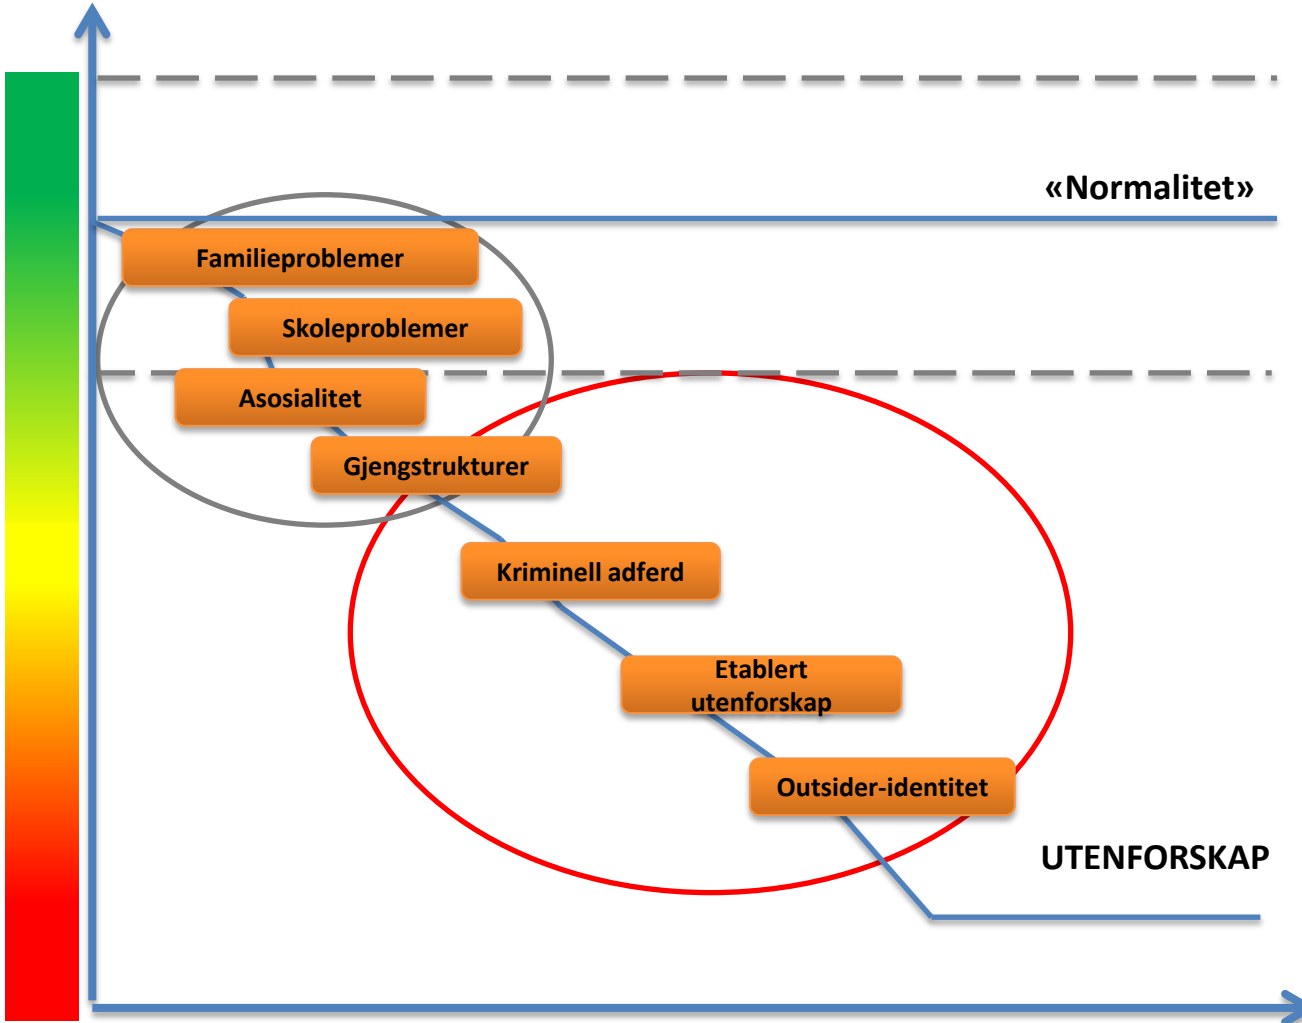 «Normalitet»
Familieproblemer
Skoleproblemer
Asosialitet
Gjengstrukturer
Kriminell adferd
Etablert
utenforskap
Outsider-identitet
UTENFORSKAP